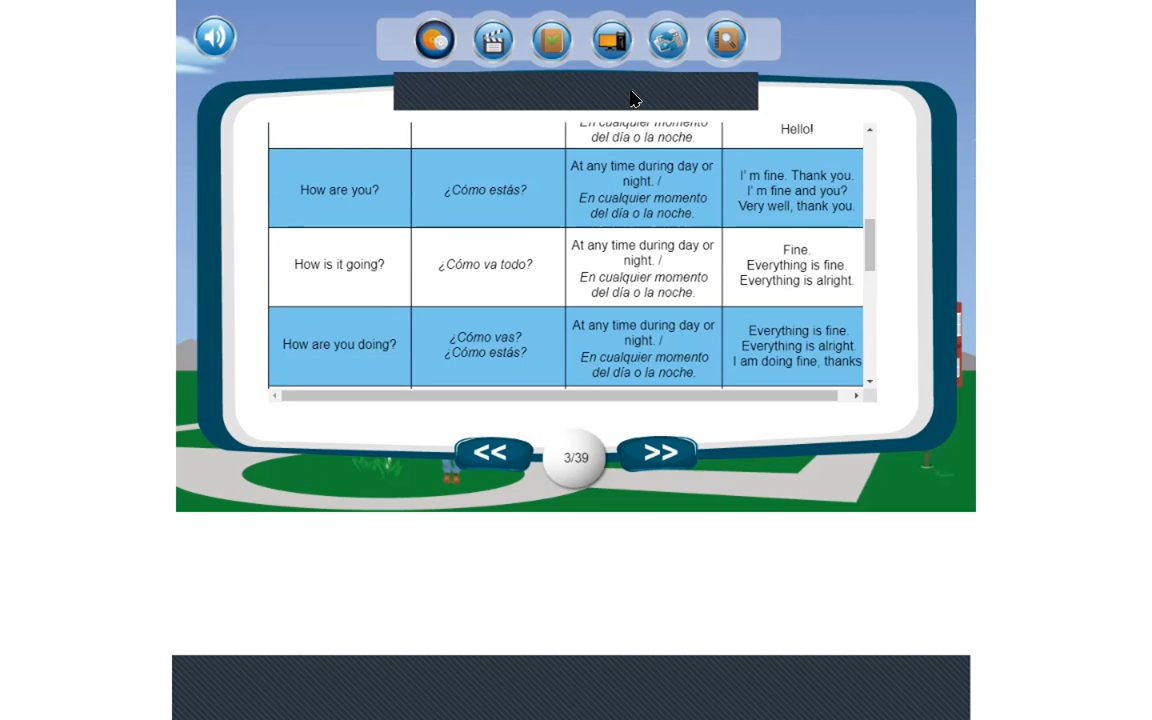 En cualquier momento
del día o la noche.
Hello!
How are you?
¿Cómo estás?
At any time during day or
night. /
En cualquier momento
del día o la noche.
I' m fine. Thank you.
I' m fine and you?
Very well, thank you.
How is it going?
¿Cómo va todo?
At any time during day or
night. /
En cualquier momento
del día o la noche.
Fine.
Everything is fine.
Everything is alright.
How are you doing?
¿Cómo vas?
¿Cómo estás?
At any time during day or
night. /
En cualquier momento
del día o la noche.
Everything is fine.
Everything is alright.
I am doing fine, thanks
<<
3/39
>>